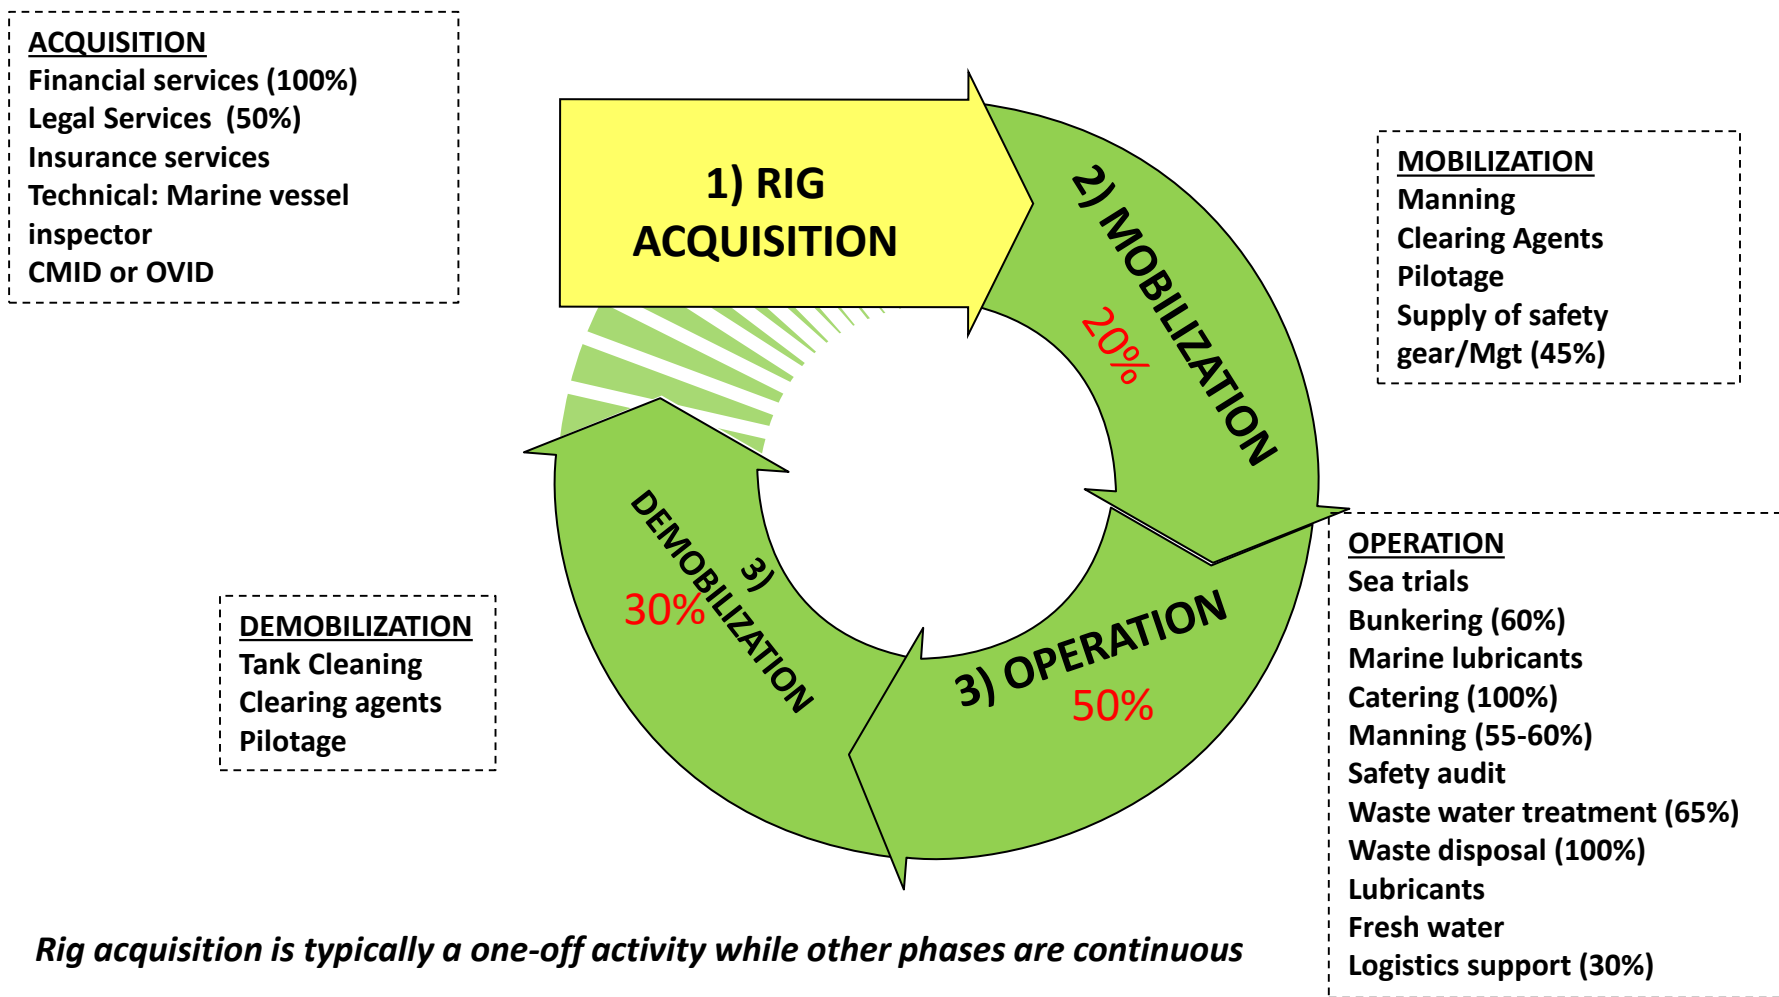 ACQUISITION
Financial services (100%)
Legal Services  (50%)
Insurance services
Technical: Marine vessel
inspector
CMID or OVID
1) RIG
ACQUISITION
2) MOBILIZATION
20%
MOBILIZATION
Manning
Clearing Agents
Pilotage
Supply of safety
gear/Mgt (45%)
3)
DEMOBILIZATION
30%
3) OPERATION
50%
DEMOBILIZATION
Tank Cleaning
Clearing agents
Pilotage
OPERATION
Sea trials
Bunkering (60%)
Marine lubricants
Catering (100%)
Manning (55-60%)
Safety audit
Waste water treatment (65%)
Waste disposal (100%)
Lubricants
Fresh water
Logistics support (30%)
Rig acquisition is typically a one-off activity while other phases are continuous